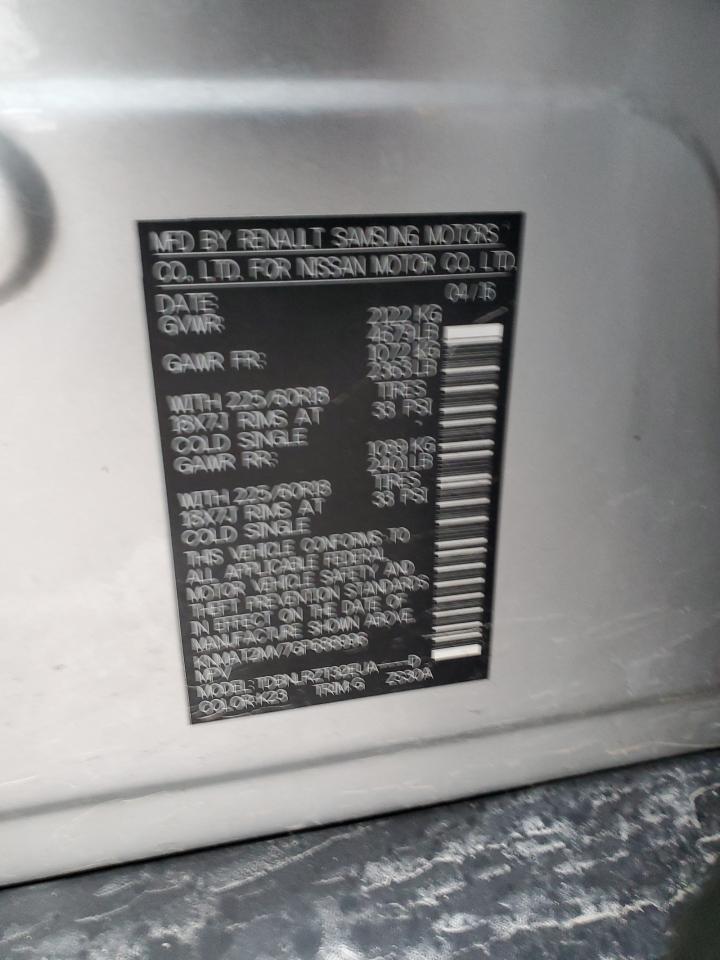 MFD BY RENAULT SAMSUNG MOTORS
CO., LTD. FOR NISSAN MOTOR CO., LTD.
DATE: 04/16
GVWR: 2122 KG
4679 LB
GAWR FR: 1072 KG
2363 LB
WITH 225/60R18 TIRES
18X7J RIMS AT 33 PSI
COLD SINGLE
GAWR RR: 1089 KG
2401 LB
WITH 225/60R18 TIRES
18X7J RIMS AT 33 PSI
COLD SINGLE
THIS VEHICLE CONFORMS TO
ALL APPLICABLE FEDERAL
MOTOR VEHICLE SAFETY AND
THEFT PREVENTION STANDARDS
IN EFFECT ON THE DATE OF
MANUFACTURE SHOWN ABOVE.
MPV
MODEL:
COLOR:K23 TRIM:G